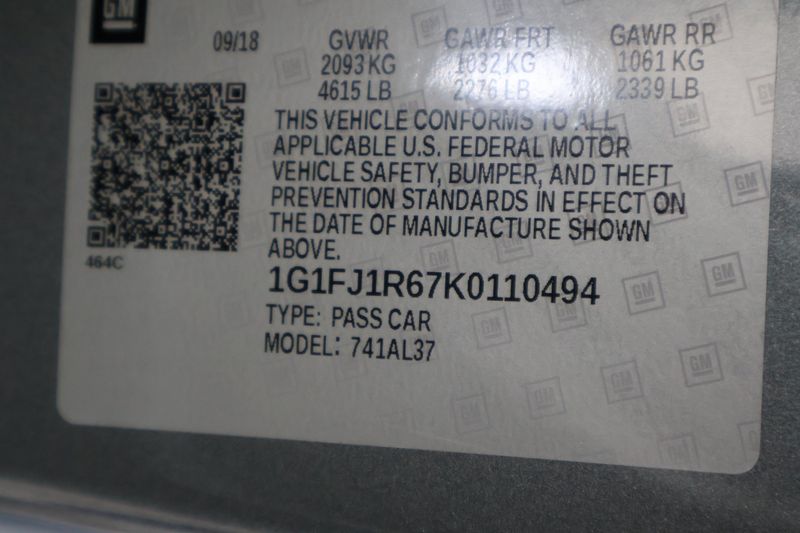 GM
09/18 GVWR GAWR FRT GAWR RR
2093 KG 1032 KG 1061 KG
4615 LB 2276 LB 2339 LB
THIS VEHICLE CONFORMS TO ALL
APPLICABLE U.S. FEDERAL MOTOR
VEHICLE SAFETY, BUMPER, AND THEFT
PREVENTION STANDARDS IN EFFECT ON
THE DATE OF MANUFACTURE SHOWN
ABOVE.
464C
1G1FJ1R67K0110494
TYPE: PASS CAR
MODEL: 741AL37